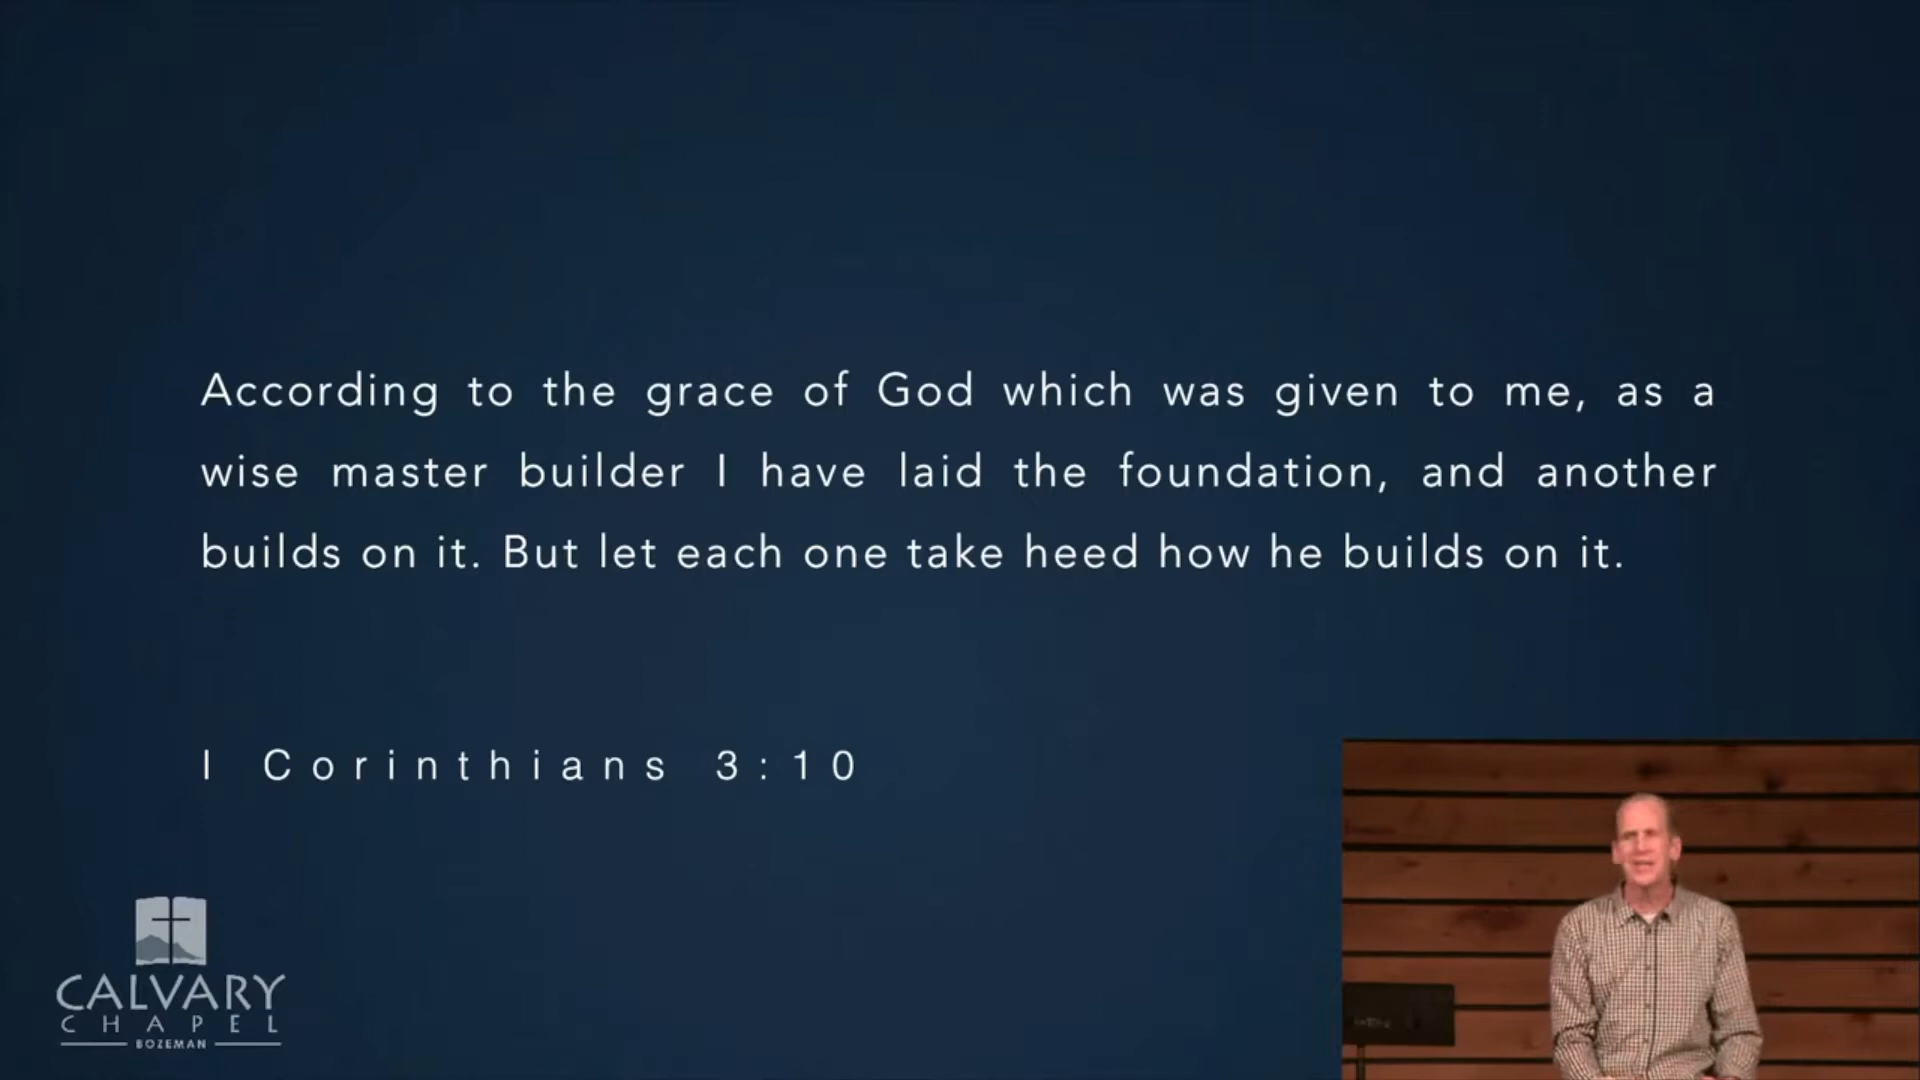 According to the grace of God which was given to me, as a
wise master builder I have laid the foundation, and another
builds on it. But let each one take heed how he builds on it.
I Corinthians 3:10
CALVARY
CHAPEL
BOZEMAN